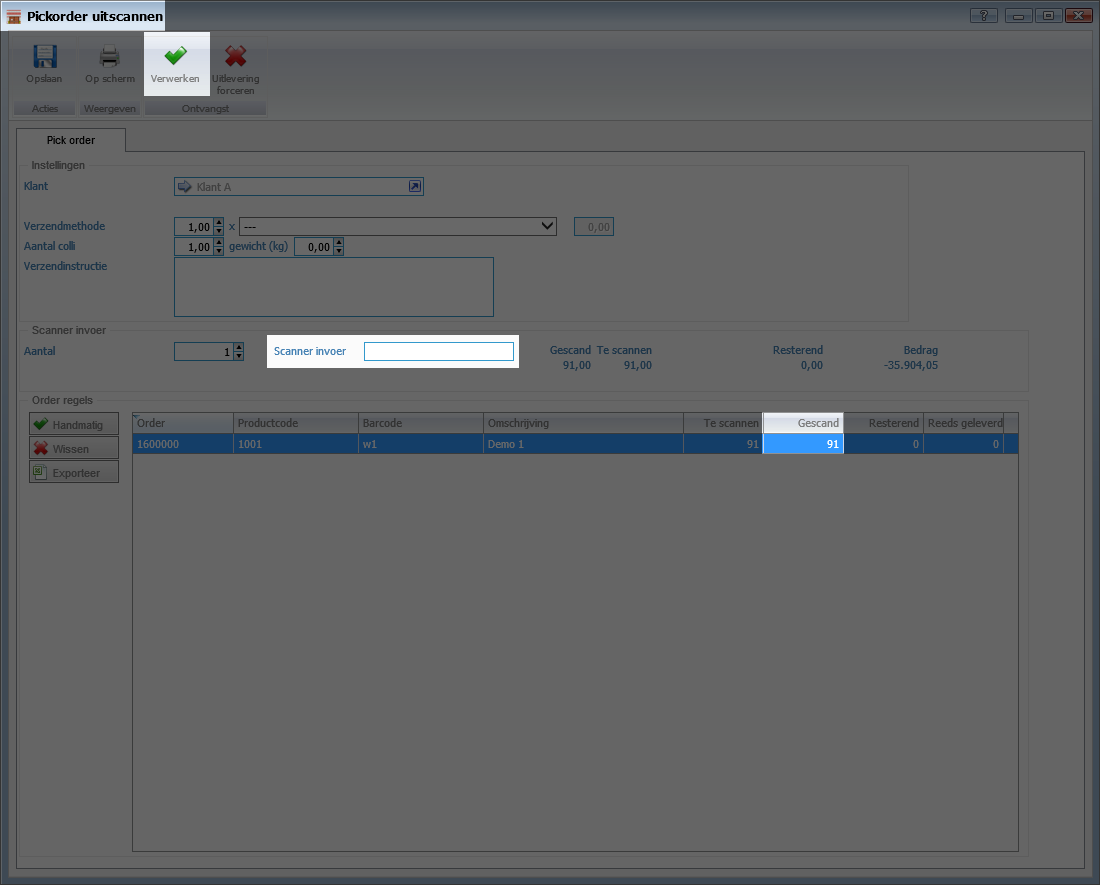 Pickorder uitscannen
Opslaan Op scherm Verwerken Uitlevering forceren
Acties Weergeven Ontvangst
Pick order
Instellingen
Klant Klant A
Verzendmethode 1,00 x --- 0,00
Aantal colli 1,00 gewicht (kg) 0,00
Verzendinstructie
Scanner invoer
Aantal 1 Scanner invoer Gescand Te scannen Resterend Bedrag
91,00 91,00 0,00 -35.904,05
Order regels
Handmatig
Wissen
Exporteer
Order Productcode Barcode Omschrijving Te scannen Gescand Resterend Reeds geleverd
1600000 1001 w1 Demo 1 91 91 0 0